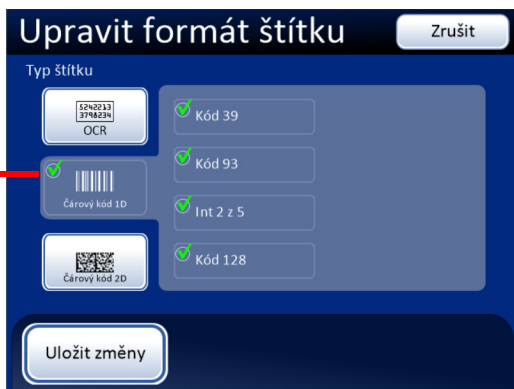 Upravit formát štítku
Zrušit
Typ štítku
5242213
3798234
OCR
Čárový kód 1D
Čárový kód 2D
Kód 39
Kód 93
Int 2 z 5
Kód 128
Uložit změny